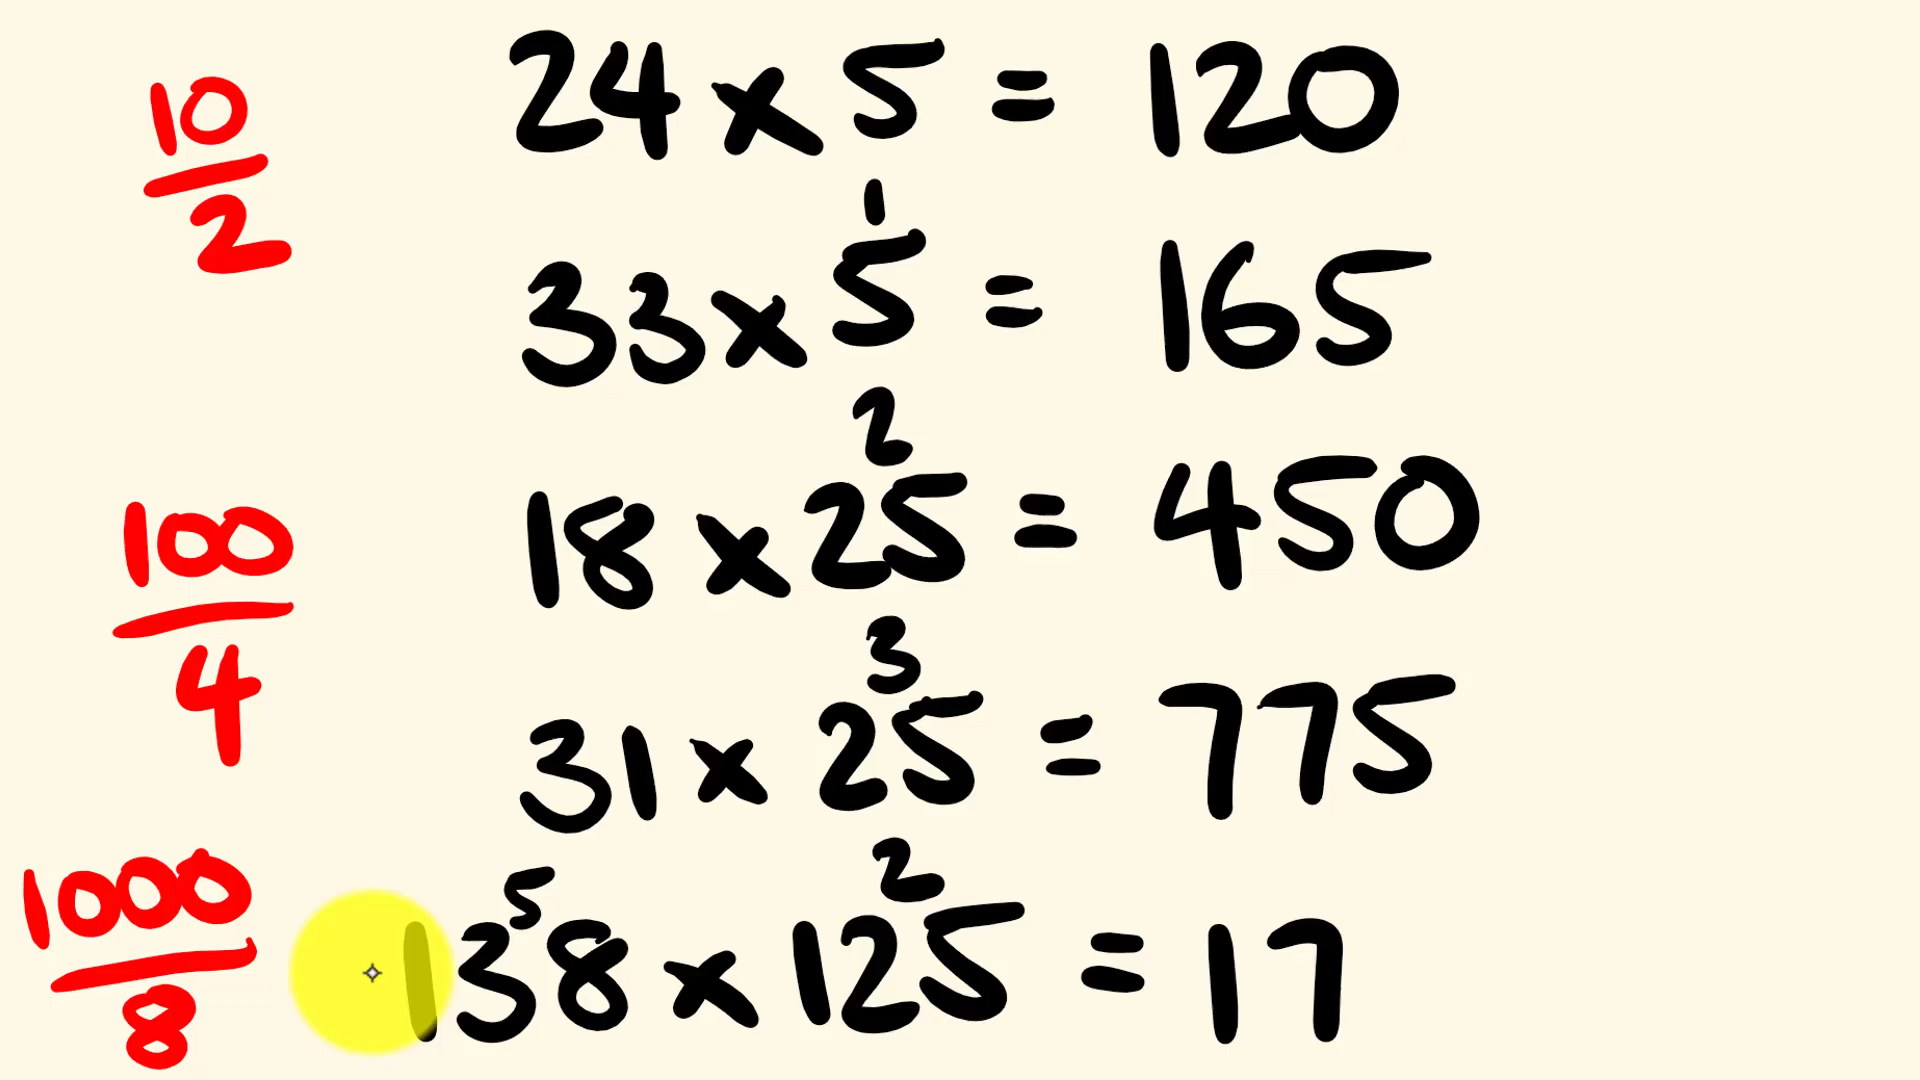 10
2
24 x 5 = 120
1
33 x 5 = 165
2
18 x 25 = 450
100
4
3
31 x 25 = 775
5 2
138 x 125 = 17
1000
8